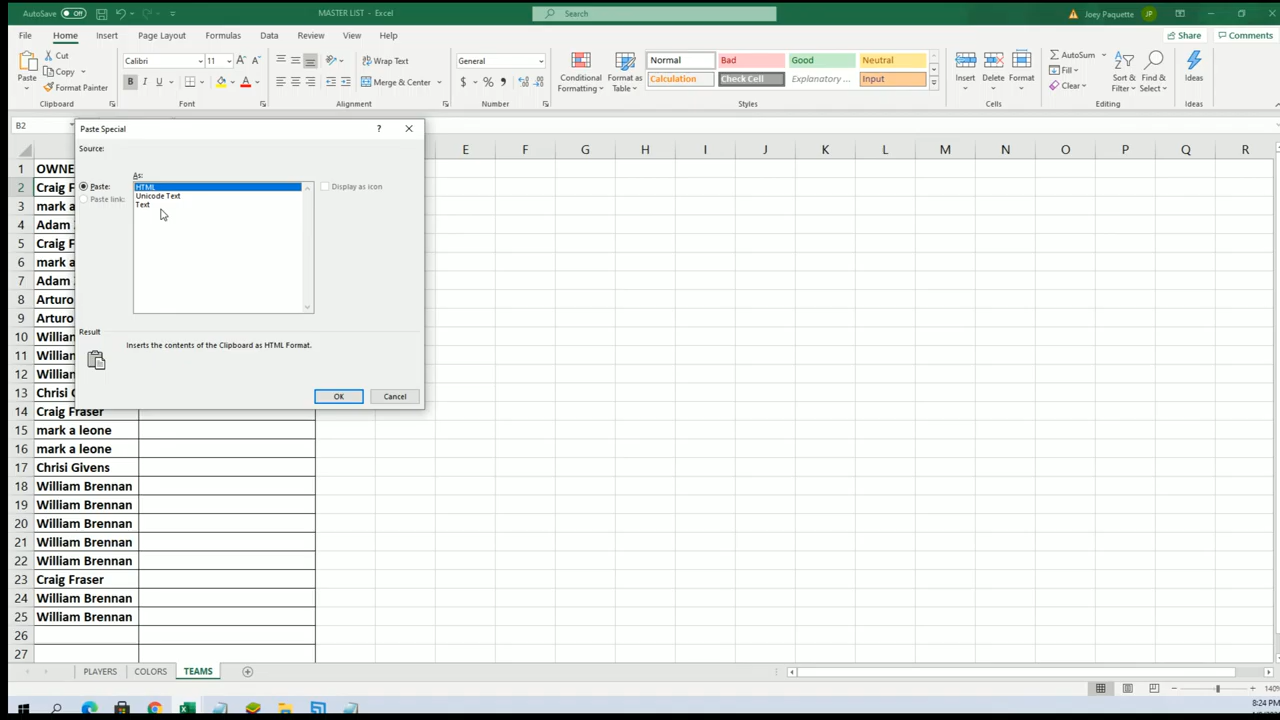 AutoSave Off MASTER LIST - Excel Search Joey Paquette JP
File Home Insert Page Layout Formulas Data Review View Help Share Comments
Paste Cut Copy Format Painter
Calibri 11
B I U
Wrap Text
Merge & Center
General
$ %
Conditional Formatting
Format as Table
Normal Bad Good Neutral
Calculation Check Cell Explanatory ... Input
Insert Delete Format
AutoSum
Fill
Clear
Sort & Filter
Find & Select
Ideas
Clipboard Font Alignment Number Styles Cells Editing Ideas
B2
Paste Special ?
Source:
As:
Paste:
Paste link:
HTML
Unicode Text
Text
Display as icon
Result
Inserts the contents of the Clipboard as HTML Format.
OK Cancel
E F G H I J K L M N O P Q R
1 OWNE
2 Craig F
3 mark a
4 Adam
5 Craig F
6 mark a
7 Adam
8 Arturo
9 Arturo
10 Willian
11 Willian
12 Willian
13 Chrisi
14 Craig Fraser
15 mark a leone
16 mark a leone
17 Chrisi Givens
18 William Brennan
19 William Brennan
20 William Brennan
21 William Brennan
22 William Brennan
23 Craig Fraser
24 William Brennan
25 William Brennan
26
27
PLAYERS COLORS TEAMS
140%
8:24 PM